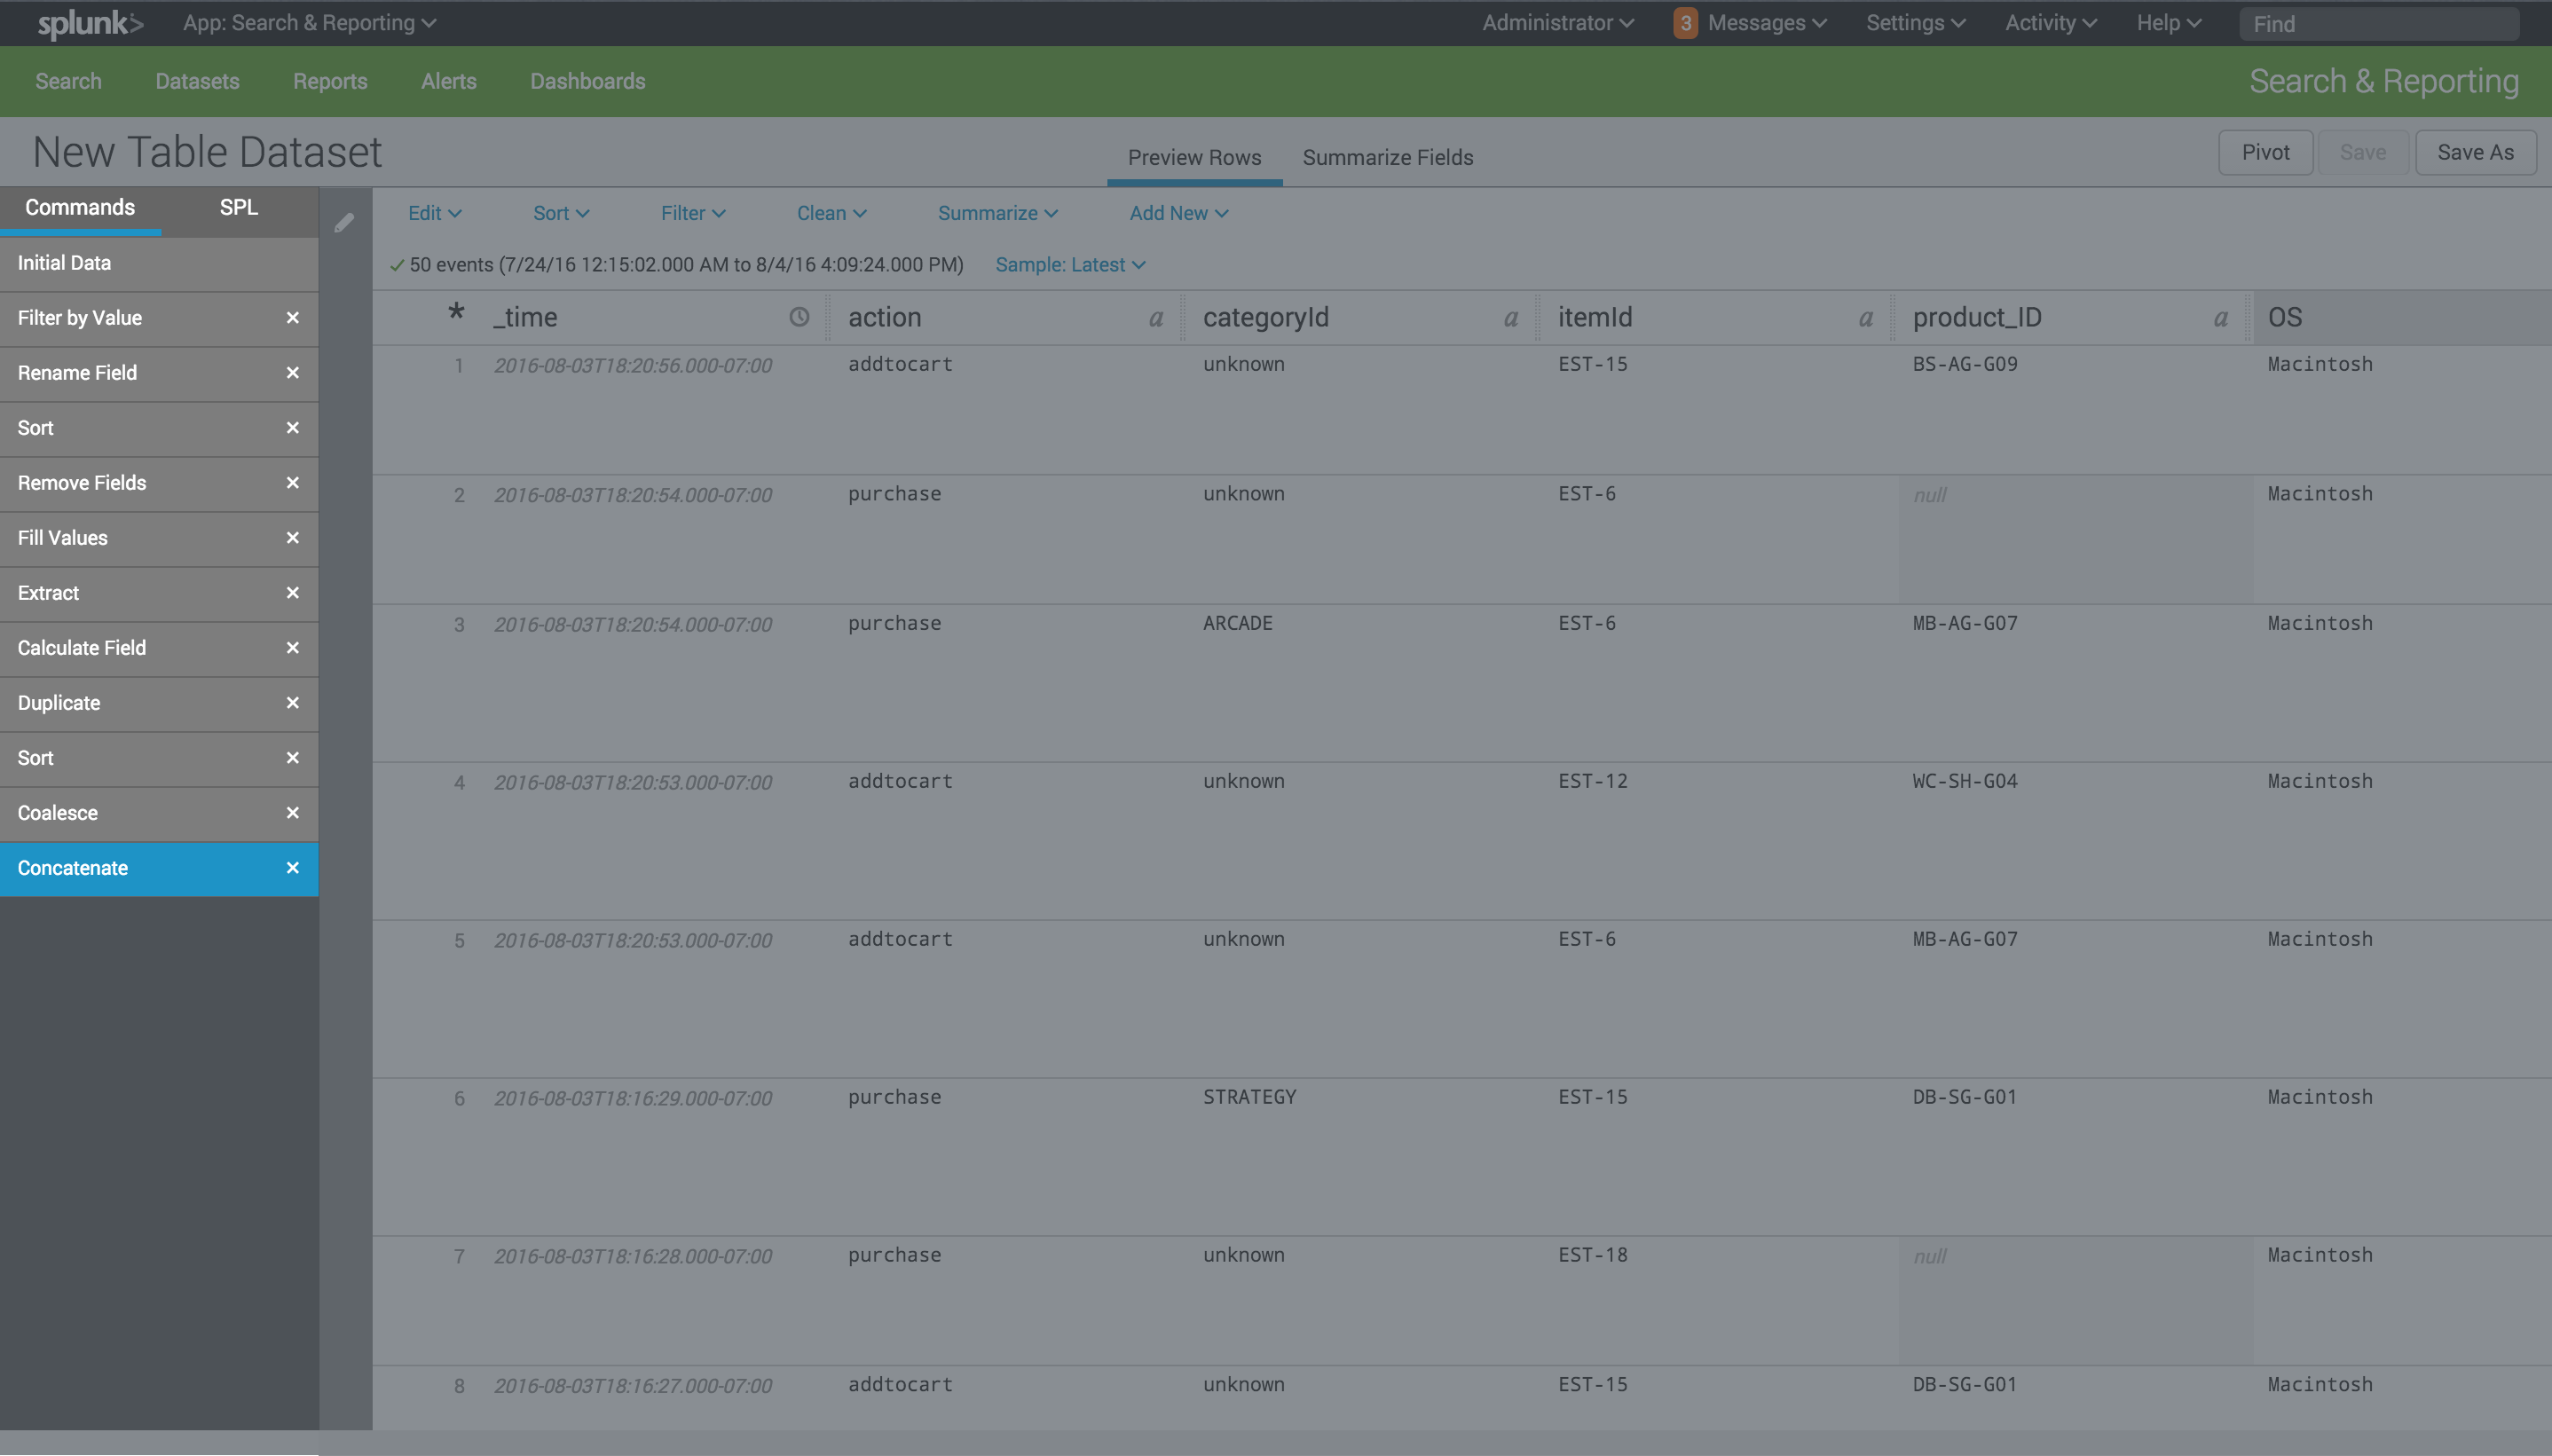 splunk> App: Search & Reporting Administrator 3 Messages Settings Activity Help Find
Search Datasets Reports Alerts Dashboards Search & Reporting
New Table Dataset Preview Rows Summarize Fields Pivot Save Save As
Commands SPL
Initial Data
Filter by Value
Rename Field
Sort
Remove Fields
Fill Values
Extract
Calculate Field
Duplicate
Sort
Coalesce
Concatenate
Edit Sort Filter Clean Summarize Add New
50 events (7/24/16 12:15:02.000 AM to 8/4/16 4:09:24.000 PM) Sample: Latest
* _time action a categoryId a itemId a product_ID a OS
1 2016-08-03T18:20:56.000-07:00 addtocart unknown EST-15 BS-AG-G09 Macintosh
2 2016-08-03T18:20:54.000-07:00 purchase unknown EST-6 null Macintosh
3 2016-08-03T18:20:54.000-07:00 purchase ARCADE EST-6 MB-AG-G07 Macintosh
4 2016-08-03T18:20:53.000-07:00 addtocart unknown EST-12 WC-SH-G04 Macintosh
5 2016-08-03T18:20:53.000-07:00 addtocart unknown EST-6 MB-AG-G07 Macintosh
6 2016-08-03T18:16:29.000-07:00 purchase STRATEGY EST-15 DB-SG-G01 Macintosh
7 2016-08-03T18:16:28.000-07:00 purchase unknown EST-18 null Macintosh
8 2016-08-03T18:16:27.000-07:00 addtocart unknown EST-15 DB-SG-G01 Macintosh